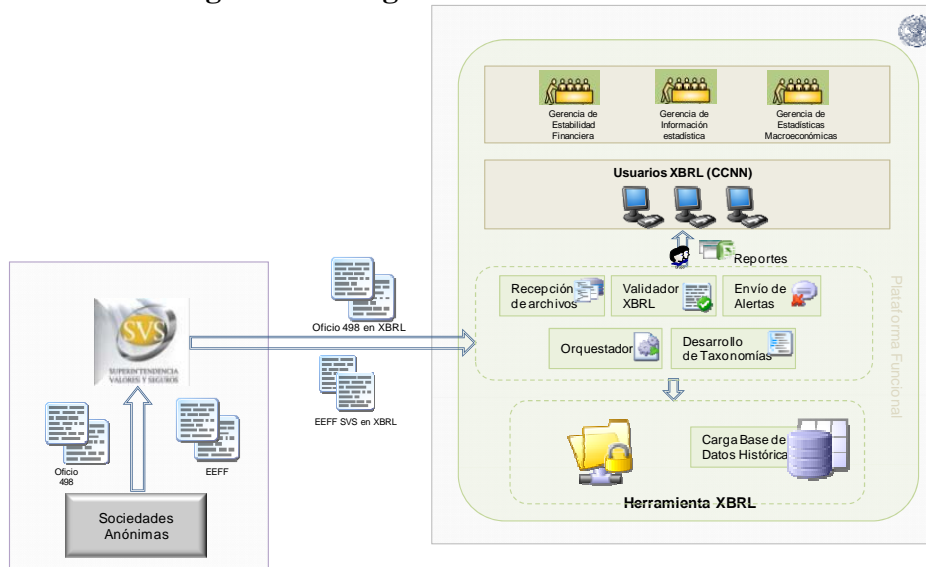 Gerencia de
Estabilidad
Financiera
Gerencia de
Información
estadística
Gerencia de
Estadísticas
Macroeconómicas
Usuarios XBRL (CCNN)
Reportes
Recepción
de archivos
Validador
XBRL
Envío de
Alertas
Orquestador
Desarrollo
de Taxonomías
Plataforma Funcional
Carga Base de
Datos Histórica
Herramienta XBRL
Oficio 498 en XBRL
EEFF SVS en XBRL
SVS
SUPERINTENDENCIA
VALORES Y SEGUROS
Oficio
498
EEFF
Sociedades
Anónimas